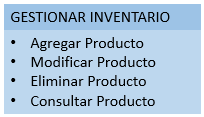 GESTIONAR INVENTARIO
• Agregar Producto
• Modificar Producto
• Eliminar Producto
• Consultar Producto